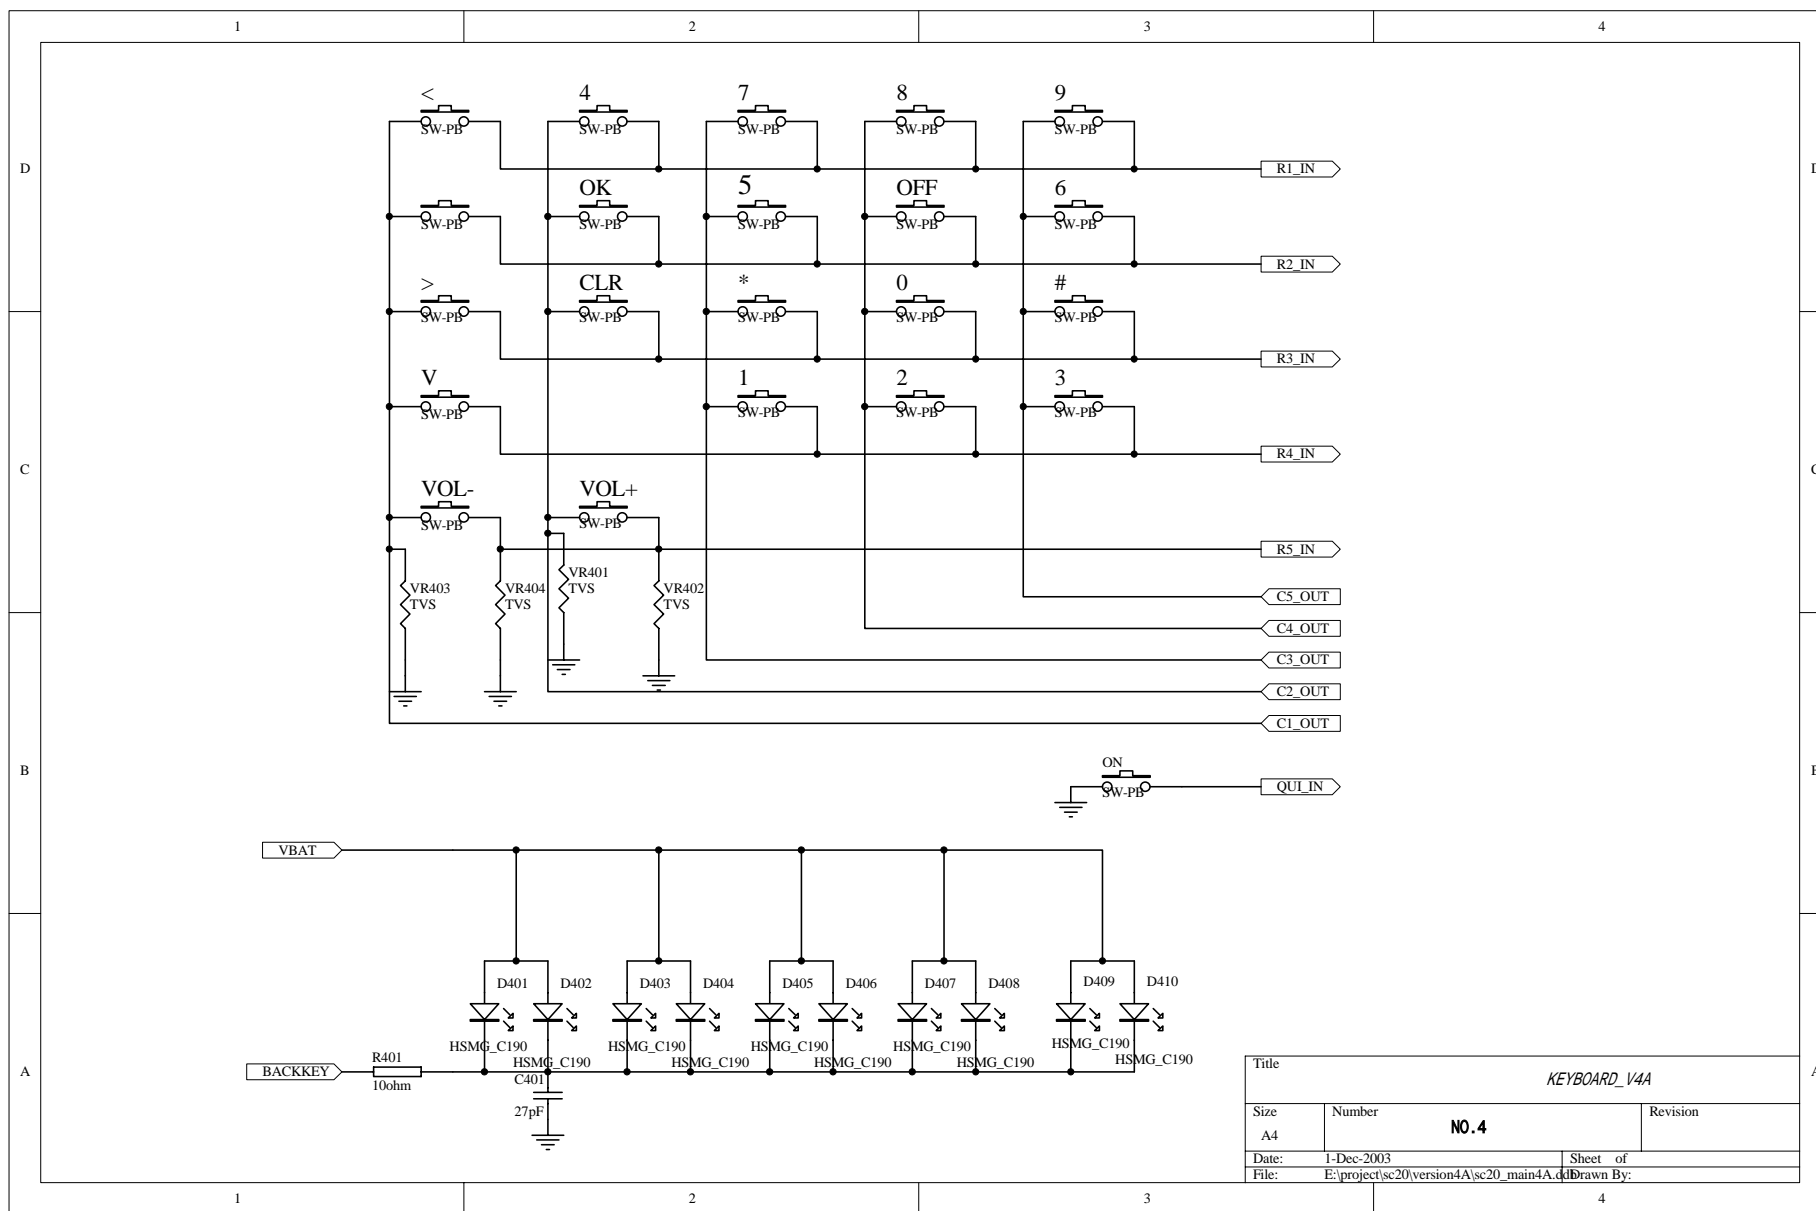 1 2 3 4
< 4 7 8 9
SW-PB SW-PB SW-PB SW-PB SW-PB
D R1_IN D
OK 5 OFF 6
SW-PB SW-PB SW-PB SW-PB SW-PB
R2_IN
> CLR * 0 #
SW-PB SW-PB SW-PB SW-PB SW-PB
R3_IN
V 1 2 3
SW-PB SW-PB SW-PB SW-PB
R4_IN
C C
VOL- VOL+
SW-PB SW-PB
R5_IN
VR403 TVS
VR404 TVS
VR401 TVS
VR402 TVS
C5_OUT
C4_OUT
C3_OUT
C2_OUT
C1_OUT
ON
B B
SW-PB QUI_IN
VBAT
D401 D402 D403 D404 D405 D406 D407 D408 D409 D410
HSMG_C190 HSMG_C190 HSMG_C190 HSMG_C190 HSMG_C190
HSMG_C190 HSMG_C190 HSMG_C190 HSMG_C190 HSMG_C190
R401
A BACKKEY A
10ohm
C401
27pF
Title
KEYBOARD_V4A
Size Number Revision
A4 NO.4
Date: 1-Dec-2003 Sheet of
File: E:\project\sc20\version4A\sc20_main4A.ddb Drawn By:
1 2 3 4